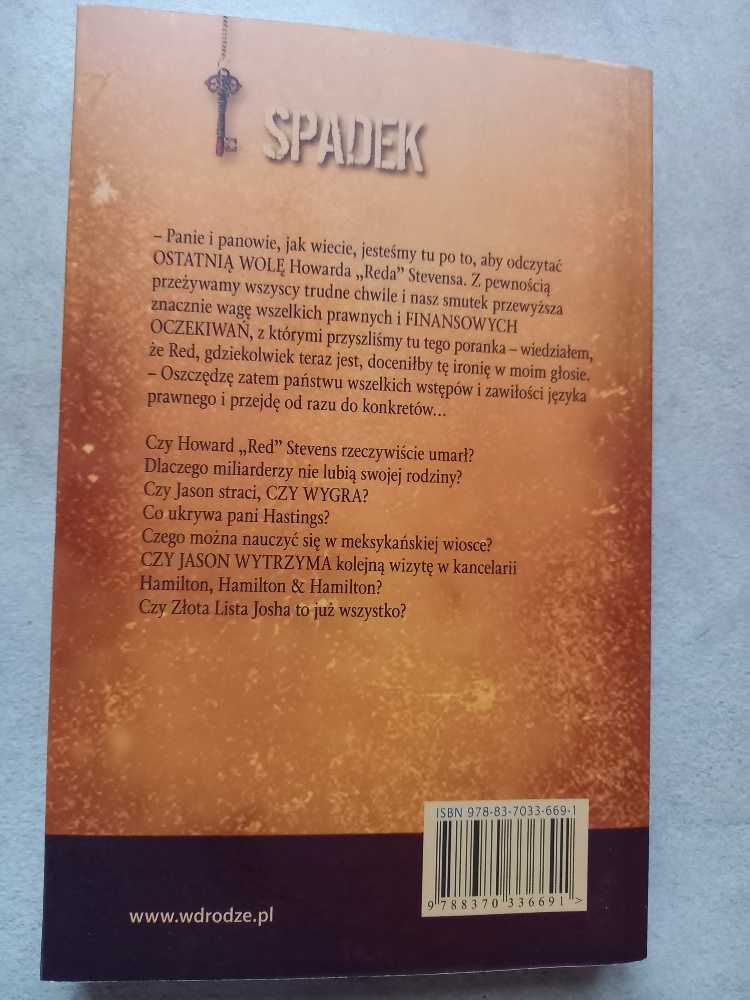 SPADEK
– Panie i panowie, jak wiecie, jesteśmy tu po to, aby odczytać
OSTATNIĄ WOLĘ Howarda „Reda” Stevensa. Z pewnością
przeżywamy wszyscy trudne chwile i nasz smutek przewyższa
znacznie wagę wszelkich prawnych i FINANSOWYCH
OCZEKIWAŃ, z którymi przyszliśmy tu tego poranka – wiedziałem,
że Red, gdziekolwiek teraz jest, doceniłby tę ironię w moim głosie.
– Oszczędzę zatem państwu wszelkich wstępów i zawiłości języka
prawnego i przejdę od razu do konkretów...
Czy Howard „Red” Stevens rzeczywiście umarł?
Dlaczego miliarderzy nie lubią swojej rodziny?
Czy Jason straci, CZY WYGRA?
Co ukrywa pani Hastings?
Czego można nauczyć się w meksykańskiej wiosce?
CZY JASON WYTRZYMA kolejną wizytę w kancelarii
Hamilton, Hamilton & Hamilton?
Czy Złota Lista Josha to już wszystko?
ISBN 978-83-7033-669-1
9 788370 336691 >
www.wdrodze.pl